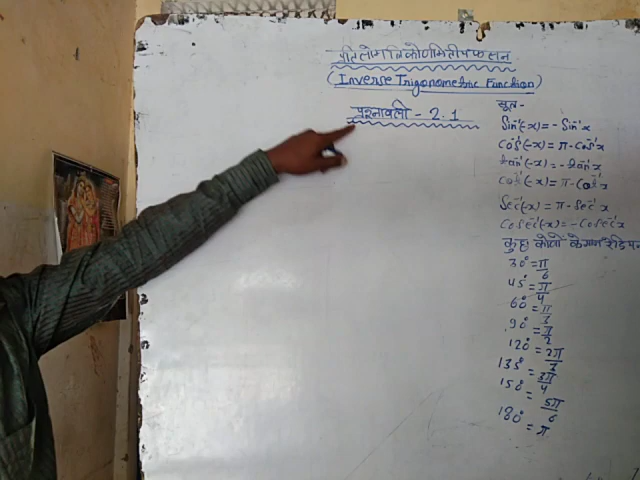 प्रतिलोम त्रिकोणमितीय फलन
(Inverse Trigonometric Function)
प्रश्नावली - 2.1
सूत्र -
Sin⁻¹(-x) = - Sin⁻¹x
Cos⁻¹(-x) = π - Cos⁻¹x
tan⁻¹(-x) = - tan⁻¹x
Cot⁻¹(-x) = π - Cot⁻¹x
Sec⁻¹(-x) = π - Sec⁻¹x
Cosec⁻¹(-x) = - Cosec⁻¹x
कुछ कोणों के मान रेडियन
30° = π/6
45° = π/4
60° = π/3
90° = π/2
120° = 2π/3
135° = 3π/4
150° = 5π/6
180° = π